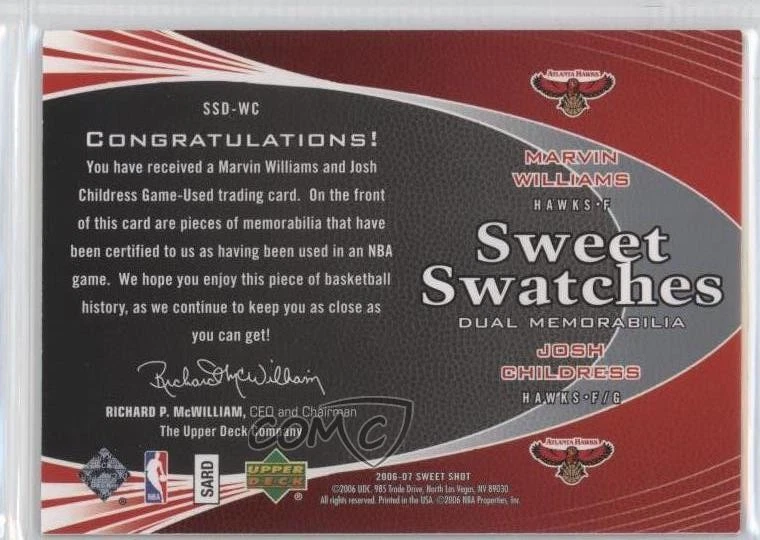 SSD-WC
CONGRATULATIONS!
You have received a Marvin Williams and Josh
Childress Game-Used trading card. On the front
of this card are pieces of memorabilia that have
been certified to us as having been used in an NBA
game. We hope you enjoy this piece of basketball
history, as we continue to keep you as close as
you can get!
Richard McWilliam
RICHARD P. McWILLIAM, CEO and Chairman
The Upper Deck Company
NBA
SARD
UPPER
DECK
ATLANTA HAWKS
MARVIN
WILLIAMS
HAWKS·F
Sweet
Swatches
DUAL MEMORABILIA
JOSH
CHILDRESS
HAWKS·F/G
ATLANTA HAWKS
2006-07 SWEET SHOT
©2006 UDC. 985 Trade Drive, North Las Vegas, NV 89030
All rights reserved. Printed in the USA. ©2006 NBA Properties, Inc.
COMC